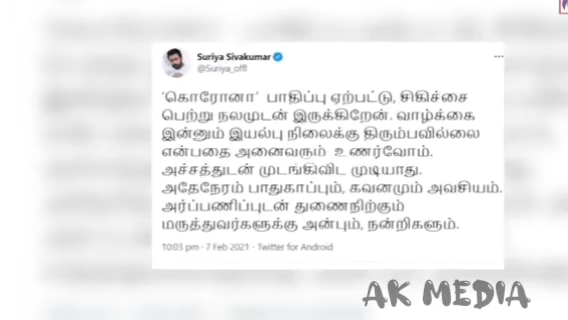 Suriya Sivakumar
@Suriya_offl
'கொரோனா' பாதிப்பு ஏற்பட்டு, சிகிச்சை
பெற்று நலமுடன் இருக்கிறேன். வாழ்க்கை
இன்னும் இயல்பு நிலைக்கு திரும்பவில்லை
என்பதை அனைவரும் உணர்வோம்.
அச்சத்துடன் முடங்கிவிட முடியாது.
அதேநேரம் பாதுகாப்பும், கவனமும் அவசியம்.
அர்ப்பணிப்புடன் துணைநிற்கும்
மருத்துவர்களுக்கு அன்பும், நன்றிகளும்.
10:03 pm · 7 Feb 2021 · Twitter for Android
AK MEDIA